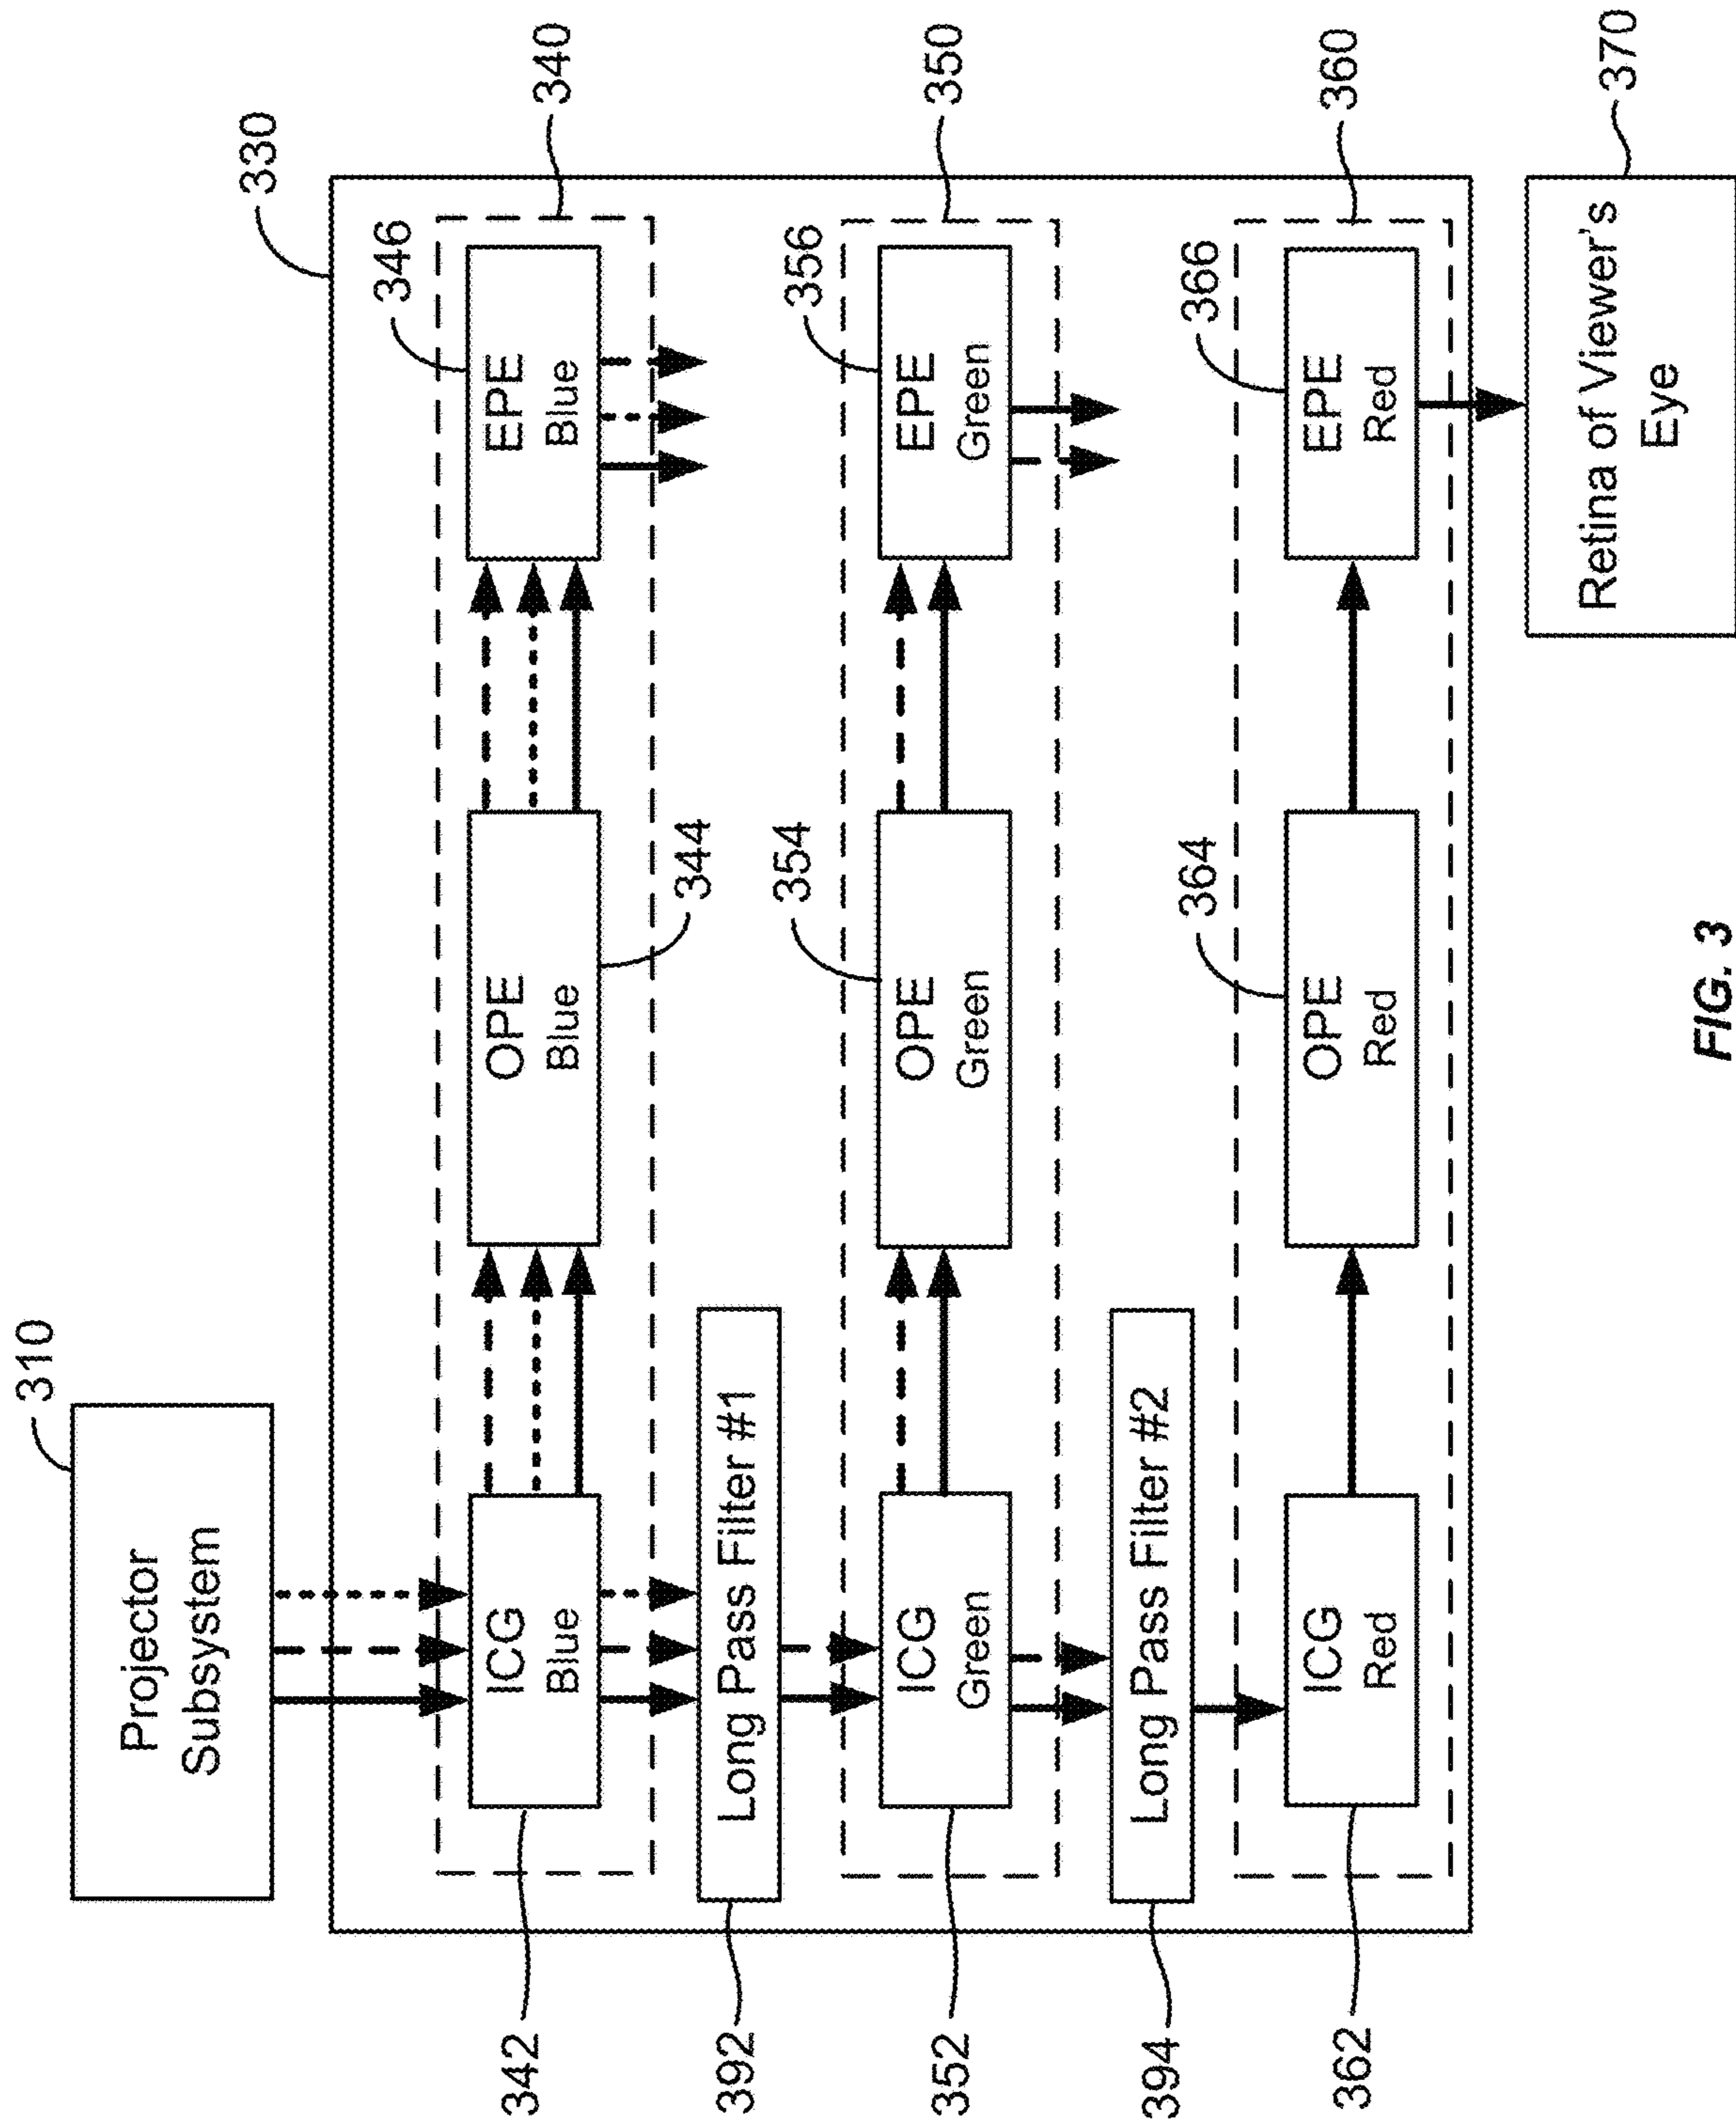 310
Projector
Subsystem
330
340
342
ICG
Blue
344
OPE
Blue
346
EPE
Blue
392
Long Pass Filter #1
350
352
ICG
Green
354
OPE
Green
356
EPE
Green
394
Long Pass Filter #2
360
362
ICG
Red
364
OPE
Red
366
EPE
Red
370
Retina of Viewer's
Eye
FIG. 3